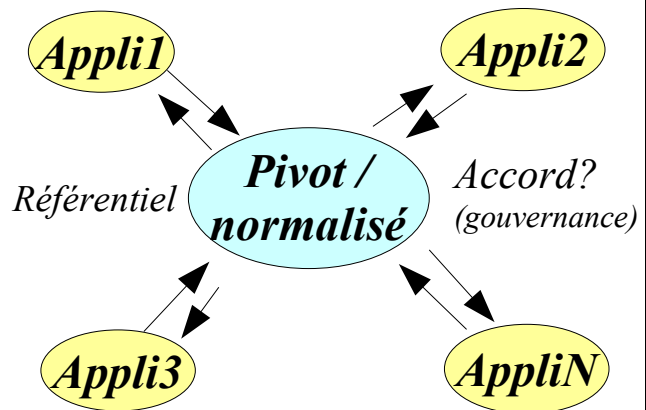 Appli1
Appli2
Pivot /
normalisé
Référentiel
Accord?
(gouvernance)
Appli3
AppliN